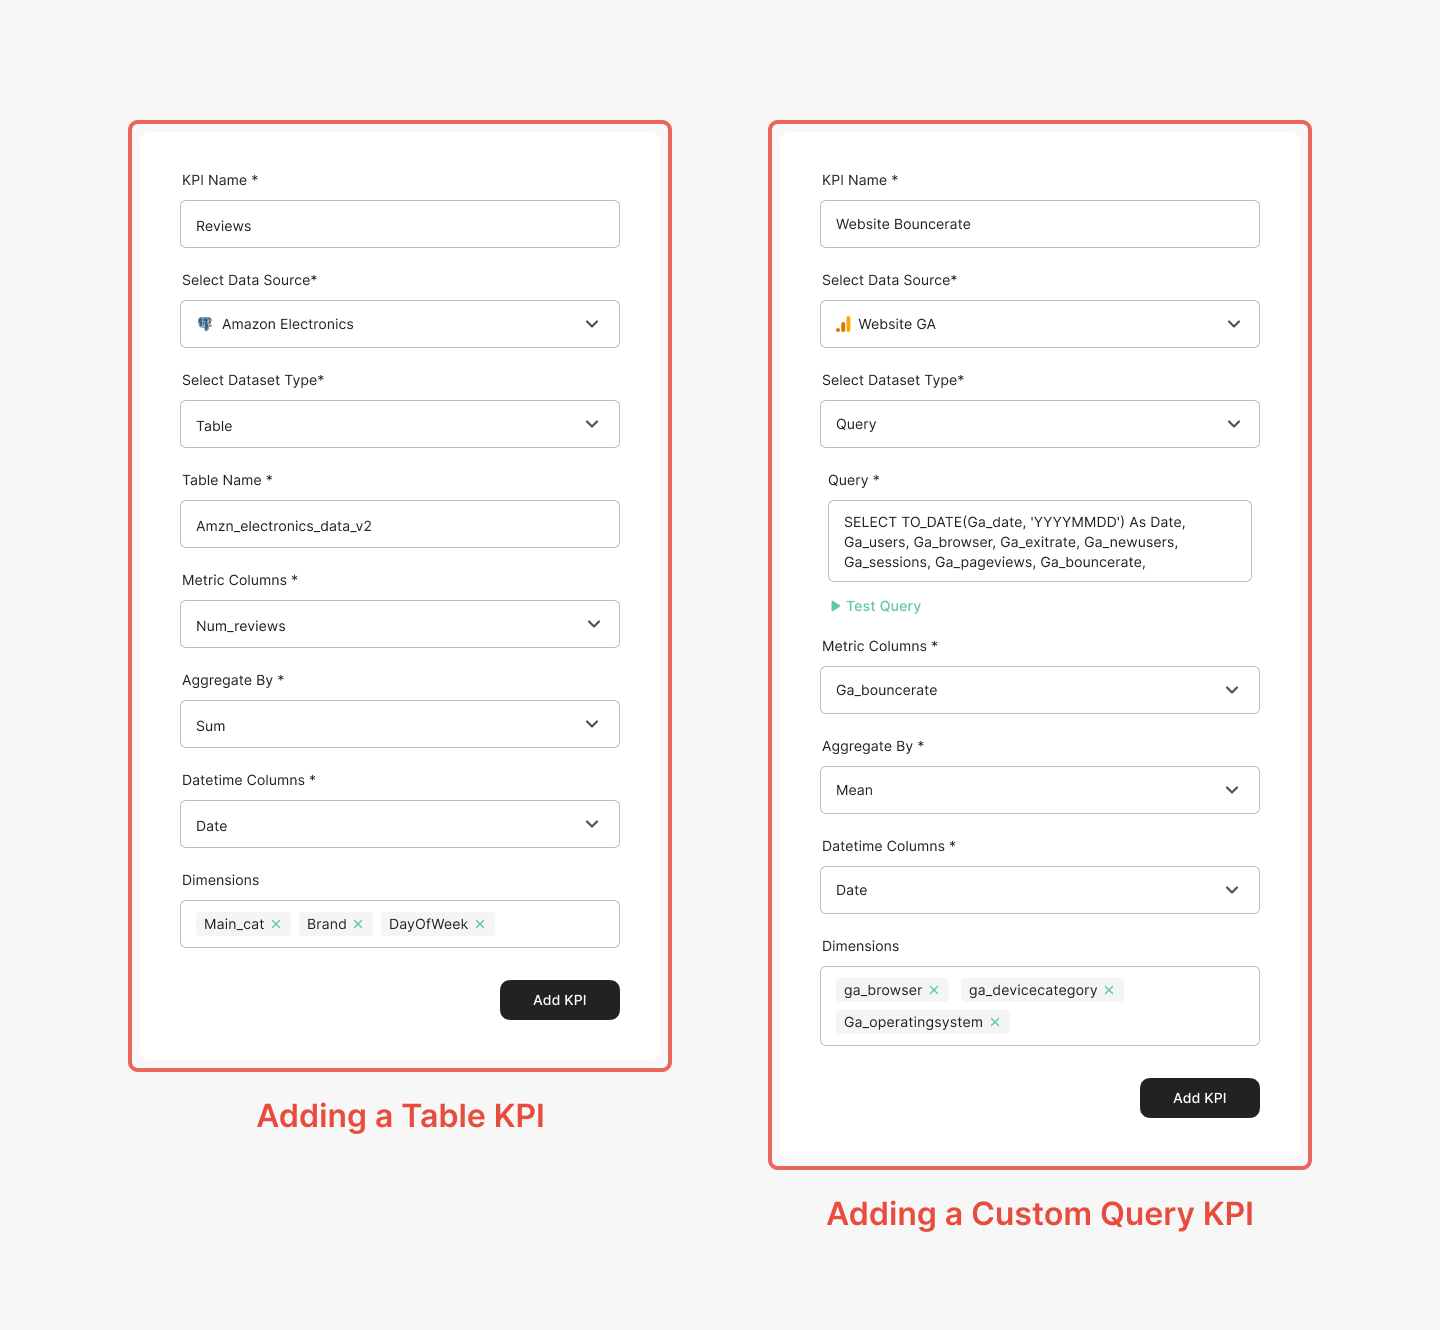 KPI Name *
Reviews
Select Data Source*
Amazon Electronics
Select Dataset Type*
Table
Table Name *
Amzn_electronics_data_v2
Metric Columns *
Num_reviews
Aggregate By *
Sum
Datetime Columns *
Date
Dimensions
Main_cat × Brand × DayOfWeek ×
Add KPI
Adding a Table KPI
KPI Name *
Website Bouncerate
Select Data Source*
Website GA
Select Dataset Type*
Query
Query *
SELECT TO_DATE(Ga_date, 'YYYYMMDD') As Date,
Ga_users, Ga_browser, Ga_exitrate, Ga_newusers,
Ga_sessions, Ga_pageviews, Ga_bouncerate,
Test Query
Metric Columns *
Ga_bouncerate
Aggregate By *
Mean
Datetime Columns *
Date
Dimensions
ga_browser × ga_devicecategory ×
Ga_operatingsystem ×
Add KPI
Adding a Custom Query KPI